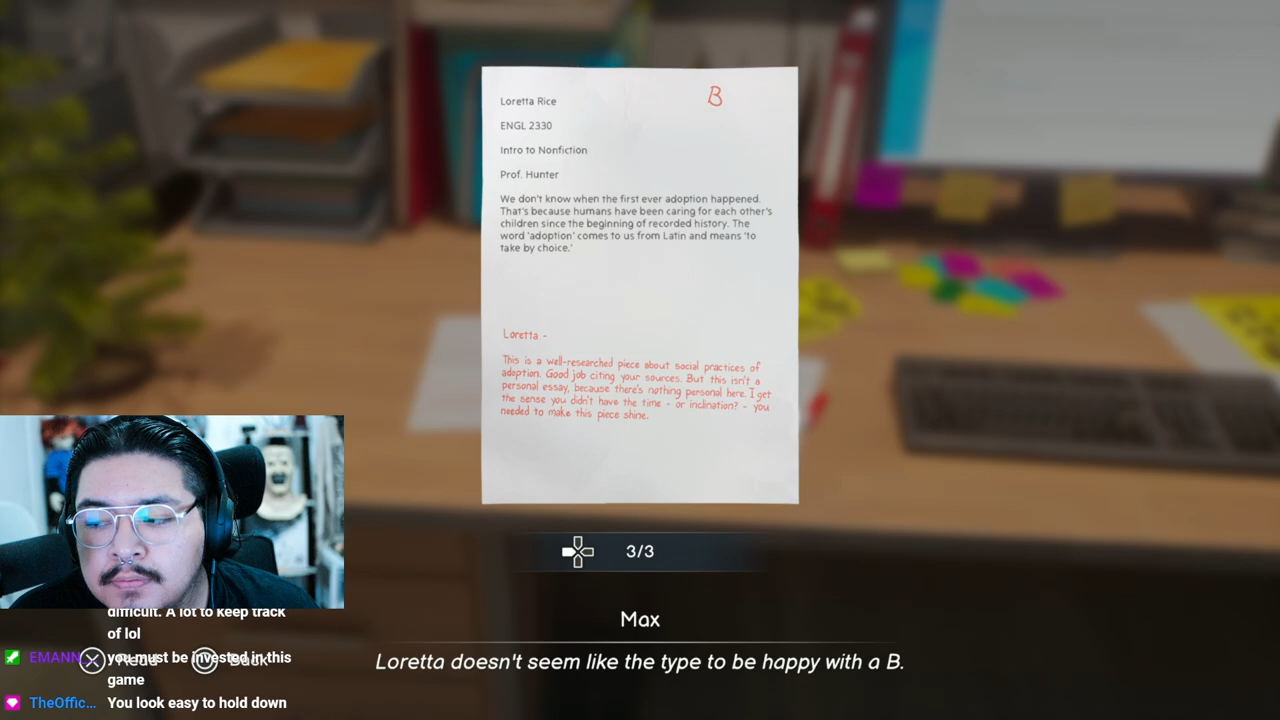 B
Loretta Rice
ENGL 2330
Intro to Nonfiction
Prof. Hunter
We don't know when the first ever adoption happened.
That's because humans have been caring for each other's
children since the beginning of recorded history. The
word 'adoption' comes to us from Latin and means 'to
take by choice.'
Loretta -
This is a well-researched piece about social practices of
adoption. Good job citing your sources. But this isn't a
personal essay, because there's nothing personal here. I get
the sense you didn't have the time - or inclination? - you
needed to make this piece shine.
3/3
Max
Loretta doesn't seem like the type to be happy with a B.
difficult. A lot to keep track
of lol
EMANN... you must be invested in this
game
Read
Back
TheOffic... You look easy to hold down